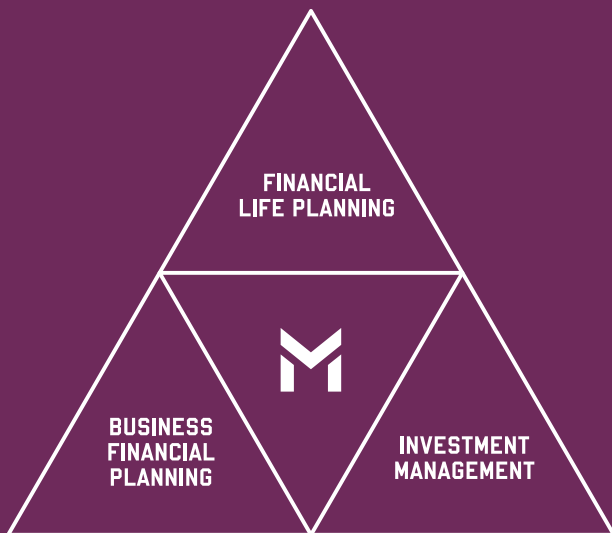 FINANCIAL
LIFE PLANNING
M
BUSINESS
FINANCIAL
PLANNING
INVESTMENT
MANAGEMENT